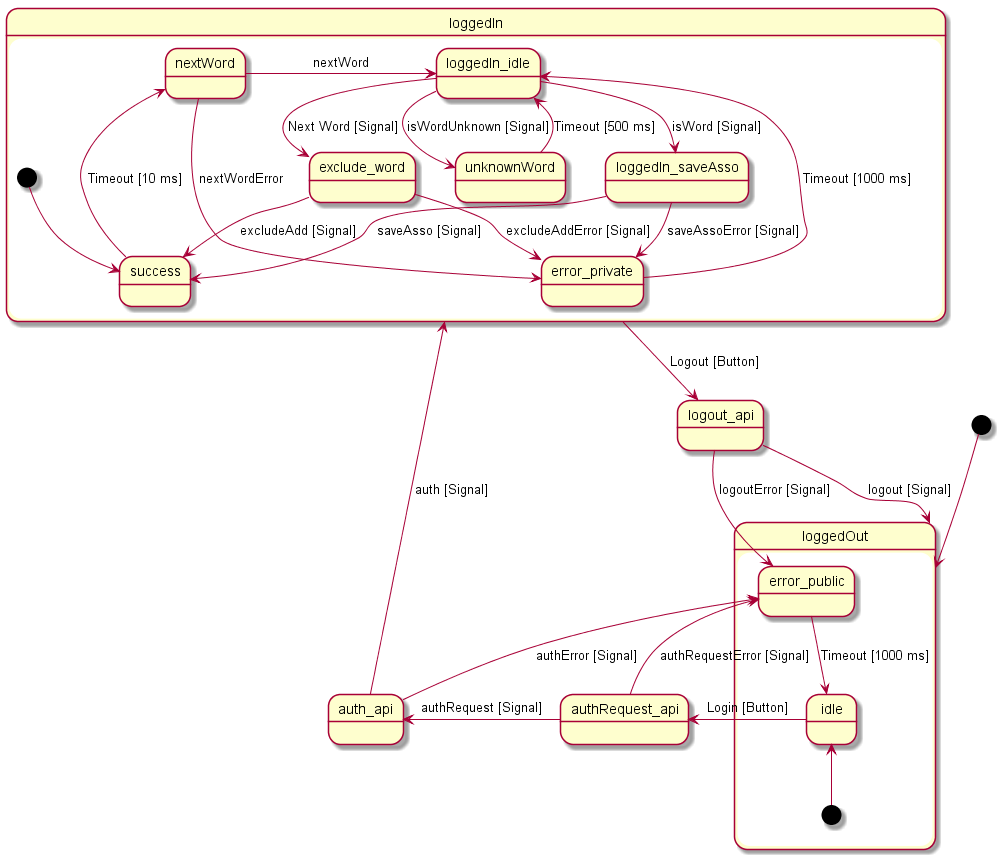 loggedIn
nextWord
nextWord
loggedIn_idle
Next Word [Signal]
isWordUnknown [Signal]
Timeout [500 ms]
isWord [Signal]
exclude_word
unknownWord
loggedIn_saveAsso
Timeout [10 ms]
nextWordError
Timeout [1000 ms]
excludeAdd [Signal]
saveAsso [Signal]
excludeAddError [Signal]
saveAssoError [Signal]
success
error_private
Logout [Button]
logout_api
auth [Signal]
logoutError [Signal]
logout [Signal]
loggedOut
error_public
authError [Signal]
authRequestError [Signal]
Timeout [1000 ms]
auth_api
authRequest [Signal]
authRequest_api
Login [Button]
idle